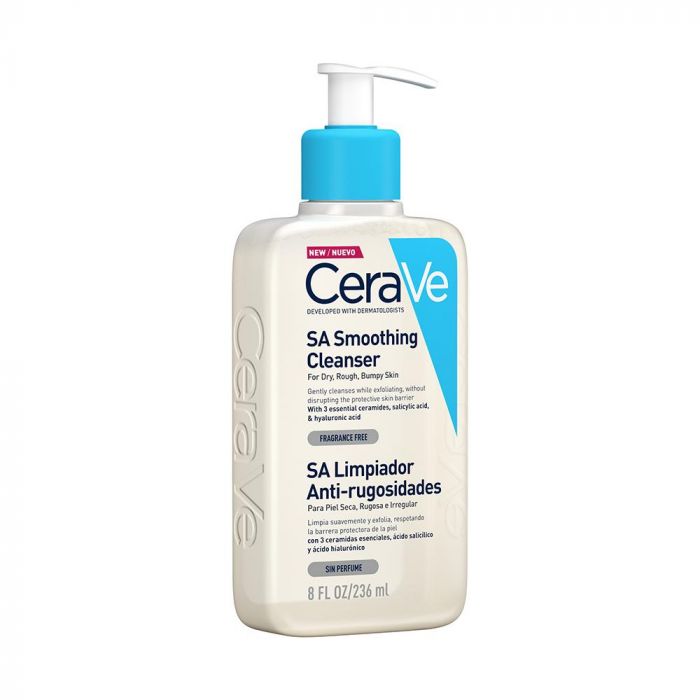 NEW / NUEVO
CeraVe
DEVELOPED WITH DERMATOLOGISTS
SA Smoothing
Cleanser
For Dry, Rough, Bumpy Skin
Gently cleanses while exfoliating, without
disrupting the protective skin barrier
With 3 essential ceramides, salicylic acid,
& hyaluronic acid
FRAGRANCE FREE
SA Limpiador
Anti-rugosidades
Para Piel Seca, Rugosa e Irregular
Limpia suavemente y exfolia, respetando
la barrera protectora de la piel
con 3 ceramidas esenciales, ácido salicílico
y ácido hialurónico
SIN PERFUME
8 FL OZ/236 ml
CeraVe